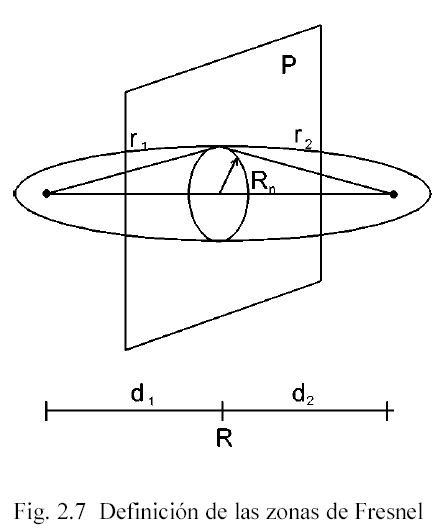 P
r₁ r₂
Rₙ
d₁ d₂
R
Fig. 2.7 Definición de las zonas de Fresnel